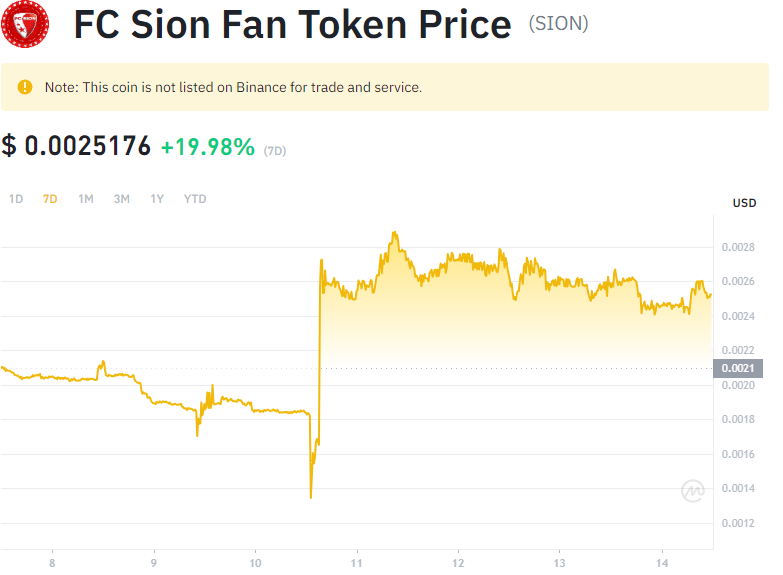 FC SION
FC Sion Fan Token Price (SION)
Note: This coin is not listed on Binance for trade and service.
$ 0.0025176 +19.98% (7D)
1D 7D 1M 3M 1Y YTD
USD
0.0028
0.0026
0.0024
0.0022
0.0021
0.0020
0.0018
0.0016
0.0014
0.0012
8 9 10 11 12 13 14